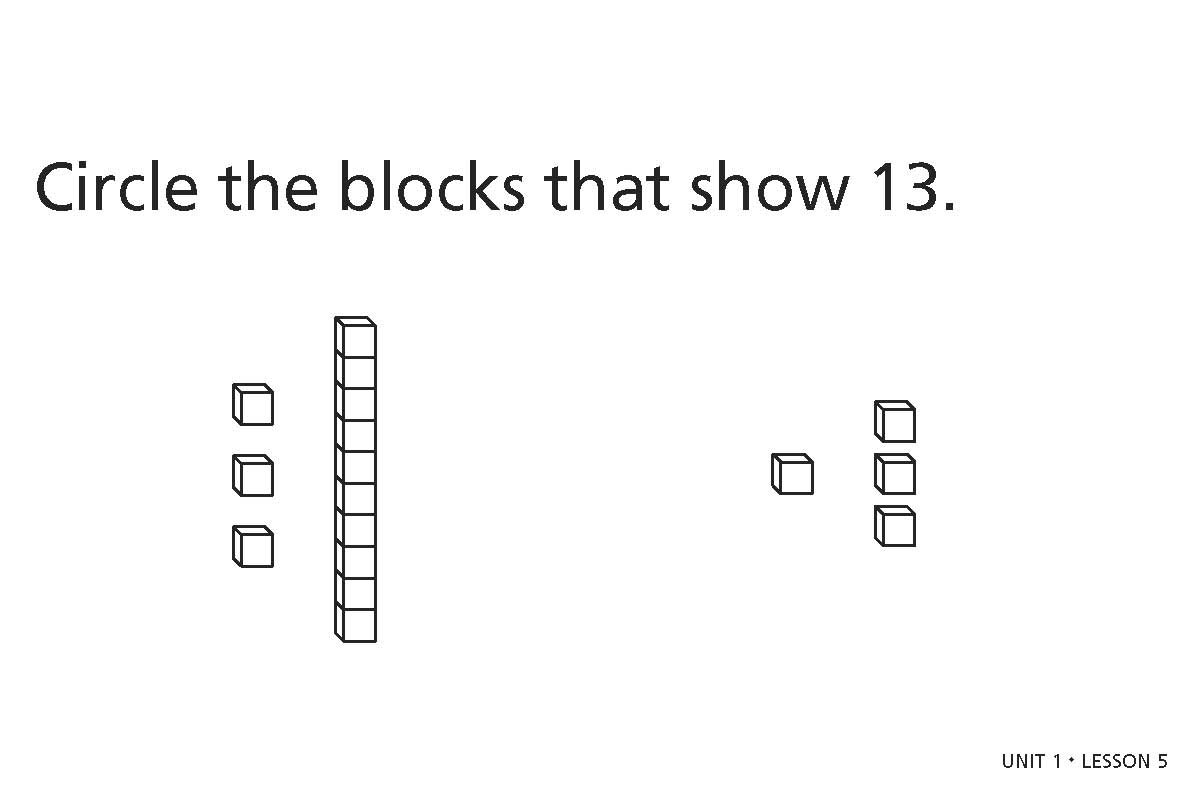 Circle the blocks that show 13.
UNIT 1 • LESSON 5